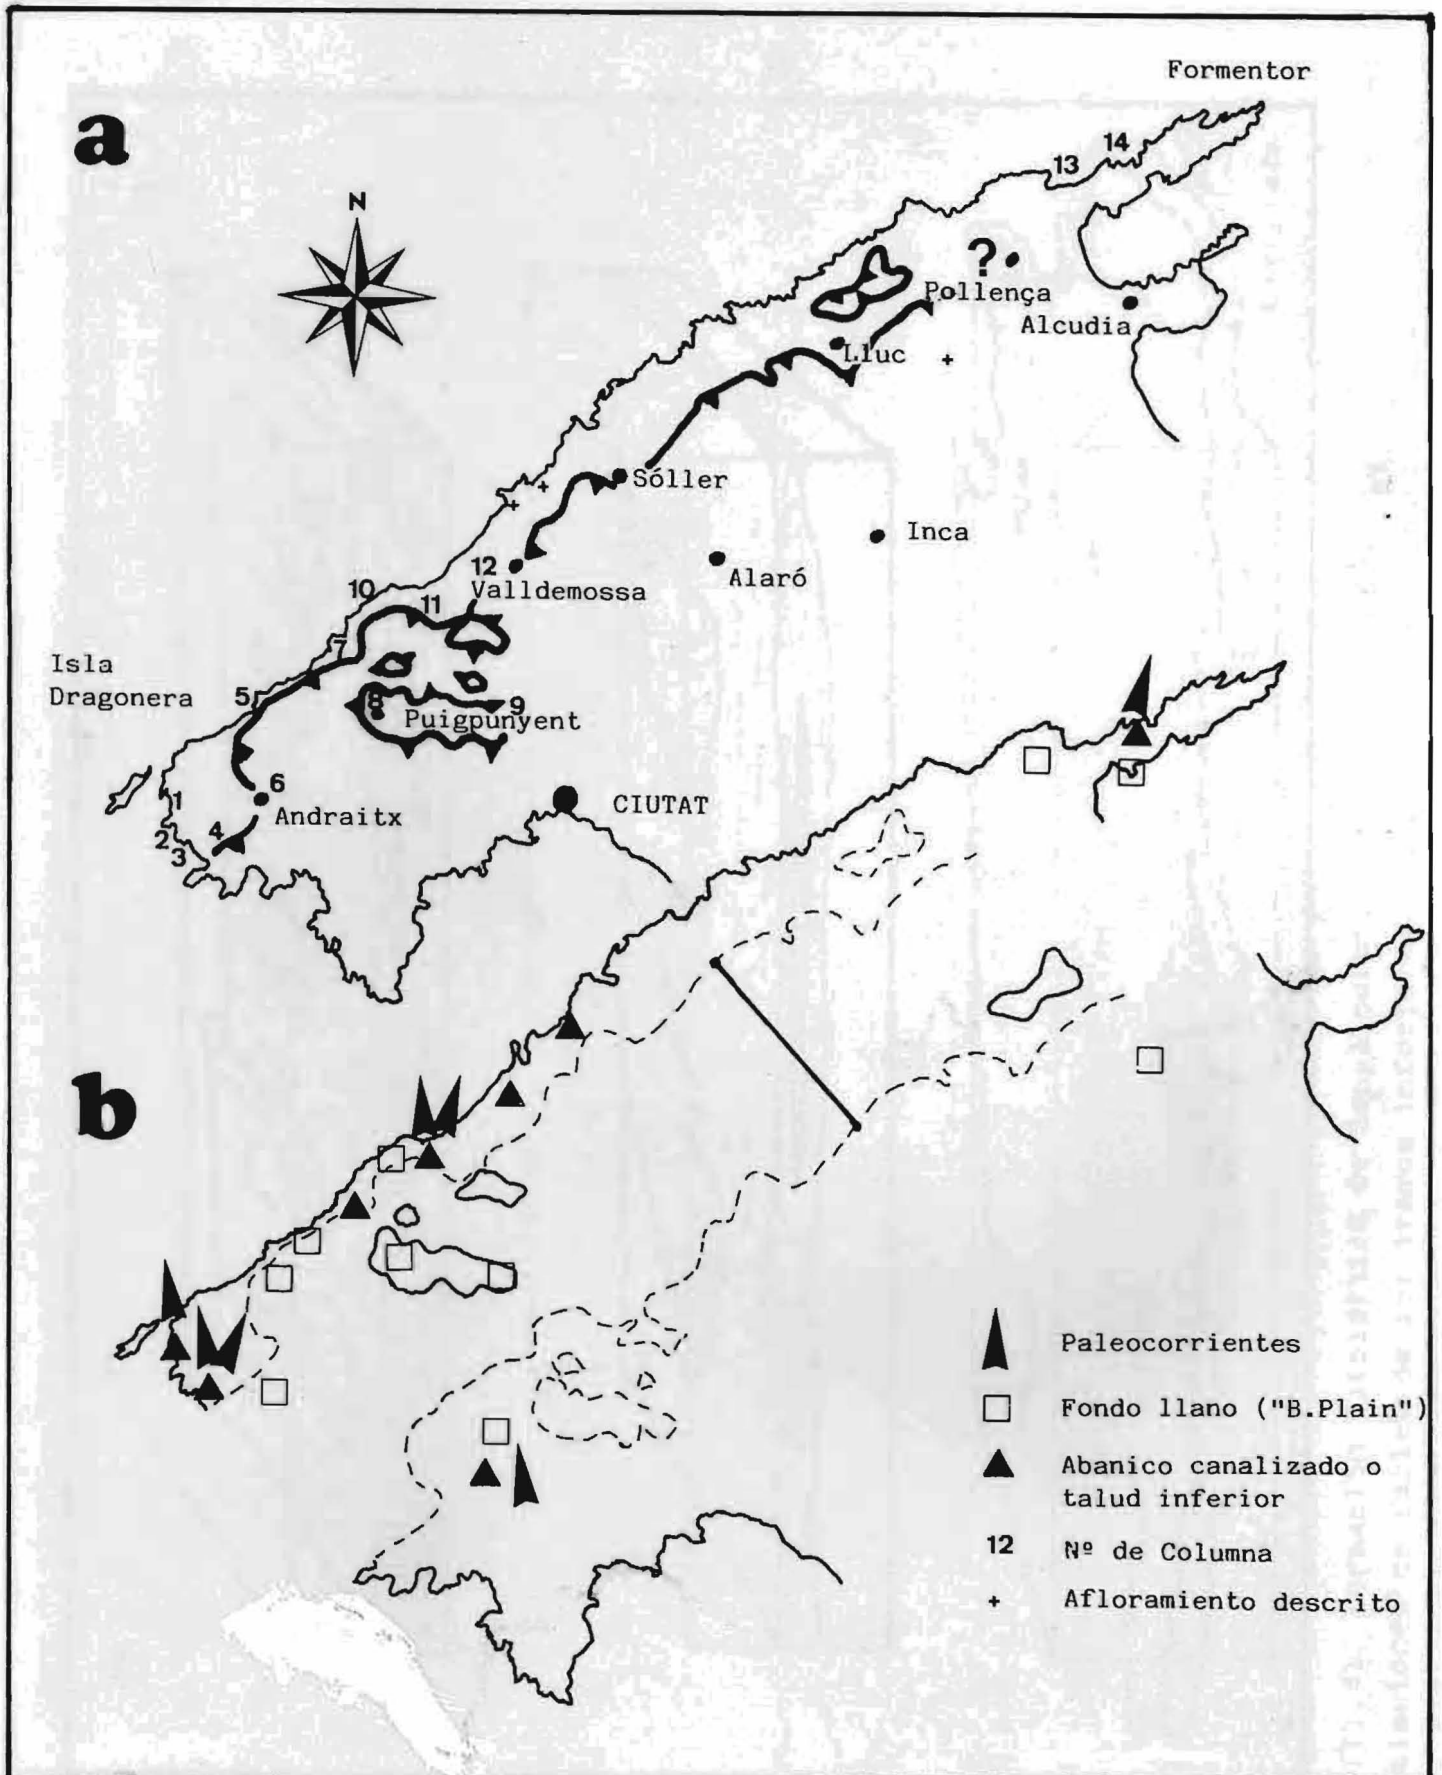 Formentor
a
14
13
N
?
Pollença
Alcudia
Lluc
+
Sóller
+
+
Inca
12
Alaró
Valldemossa
10
11
7
Isla
Dragonera
5
8
9
Puigpunyent
6
1
CIUTAT
Andraitx
4
2
3
b
Paleocorrientes
Fondo llano ("B.Plain")
Abanico canalizado o
talud inferior
12 Nº de Columna
+ Afloramiento descrito